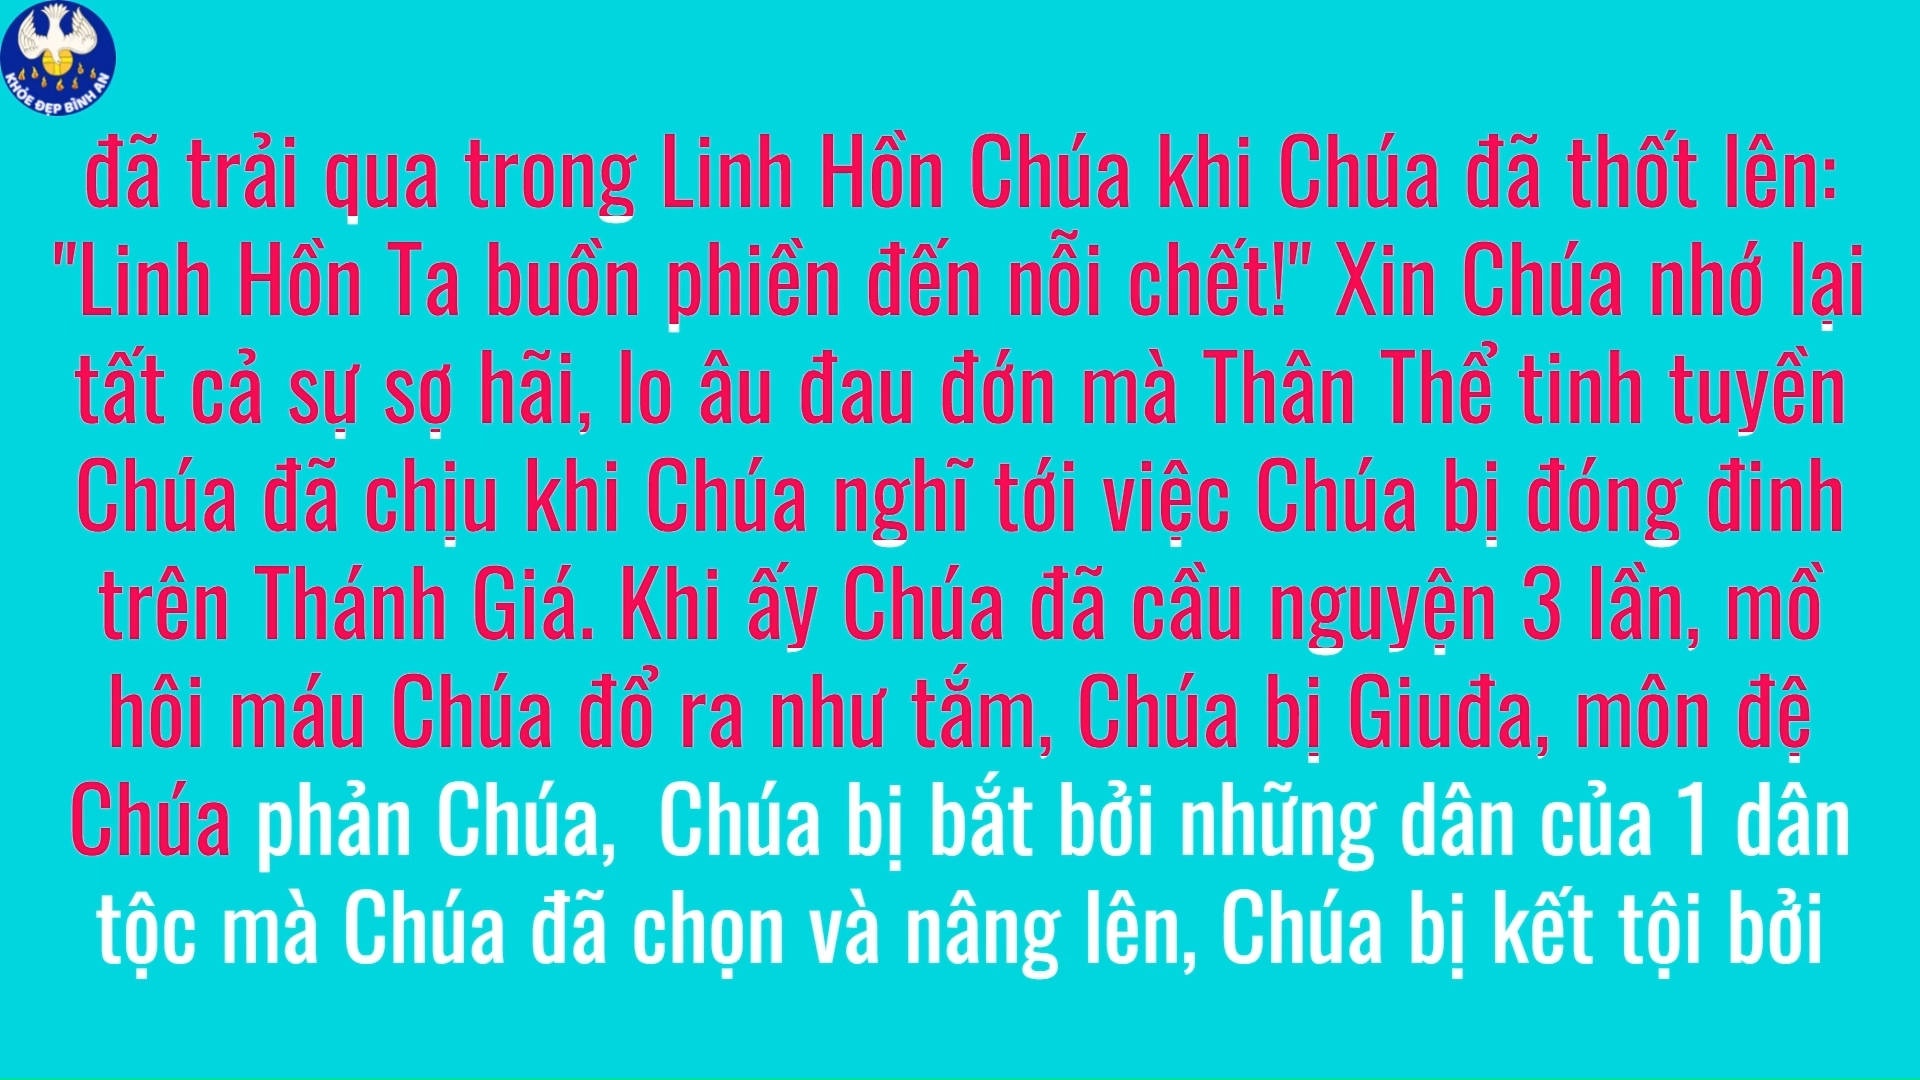 KHỎE ĐẸP BÌNH AN
đã trải qua trong Linh Hồn Chúa khi Chúa đã thốt lên:
"Linh Hồn Ta buồn phiền đến nỗi chết!" Xin Chúa nhớ lại
tất cả sự sợ hãi, lo âu đau đớn mà Thân Thể tinh tuyền
Chúa đã chịu khi Chúa nghĩ tới việc Chúa bị đóng đinh
trên Thánh Giá. Khi ấy Chúa đã cầu nguyện 3 lần, mồ
hôi máu Chúa đổ ra như tắm, Chúa bị Giuđa, môn đệ
Chúa phản Chúa,  Chúa bị bắt bởi những dân của 1 dân
tộc mà Chúa đã chọn và nâng lên, Chúa bị kết tội bởi